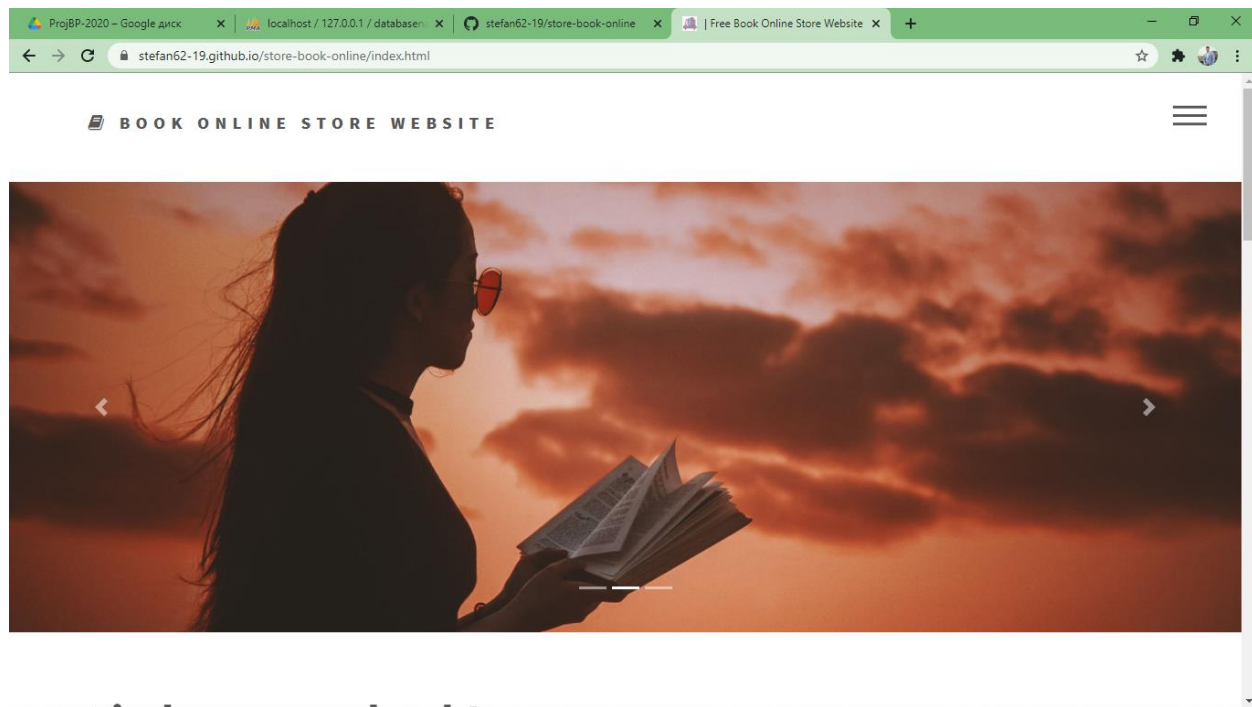 ProjBP-2020 – Google диск
localhost / 127.0.0.1 / databasen
stefan62-19/store-book-online
| Free Book Online Store Website
stefan62-19.github.io/store-book-online/index.html
BOOK ONLINE STORE WEBSITE